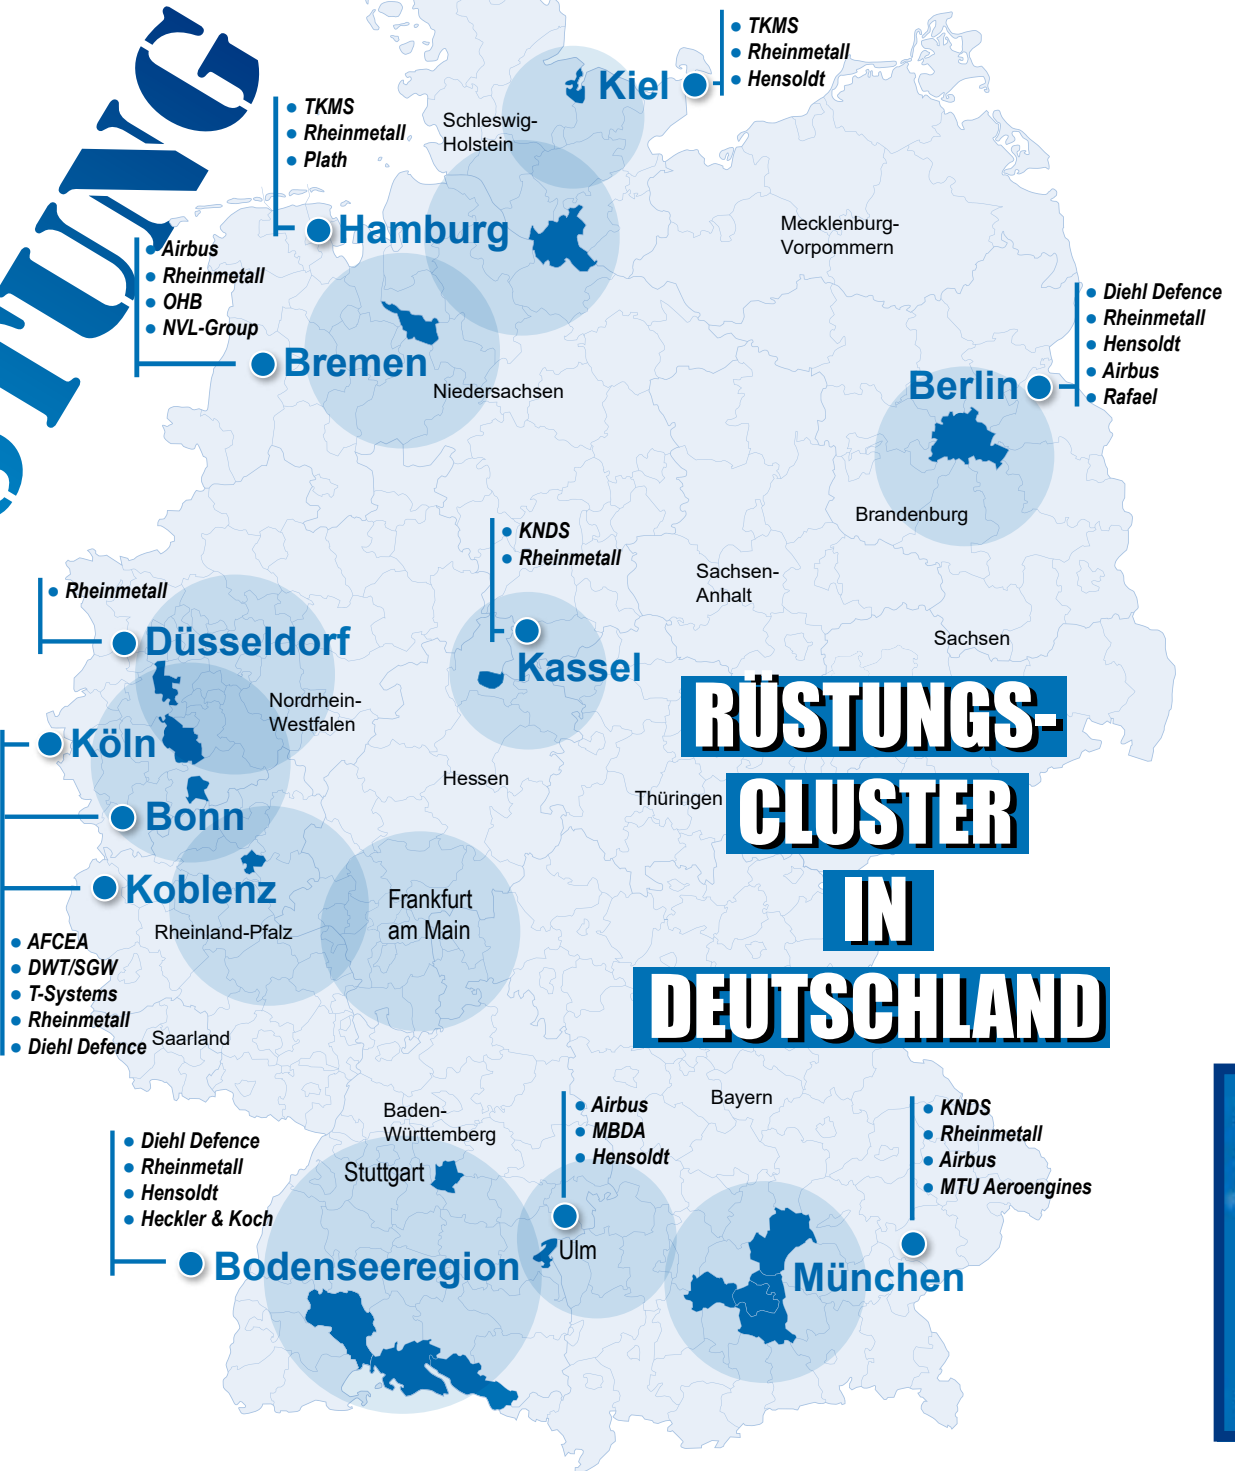 STUNG
Kiel
• TKMS
• Rheinmetall
• Hensoldt
• TKMS
• Rheinmetall
• Plath
Schleswig-
Holstein
Hamburg
Mecklenburg-
Vorpommern
• Airbus
• Rheinmetall
• OHB
• NVL-Group
Bremen
Niedersachsen
• Diehl Defence
• Rheinmetall
• Hensoldt
• Airbus
• Rafael
Berlin
Brandenburg
• KNDS
• Rheinmetall
Kassel
Sachsen-
Anhalt
Sachsen
• Rheinmetall
Düsseldorf
Nordrhein-
Westfalen
Köln
Bonn
Koblenz
Hessen
Thüringen
RÜSTUNGS-
CLUSTER
IN
DEUTSCHLAND
Frankfurt
am Main
Rheinland-Pfalz
• AFCEA
• DWT/SGW
• T-Systems
• Rheinmetall
• Diehl Defence
Saarland
Baden-
Württemberg
Stuttgart
• Airbus
• MBDA
• Hensoldt
Ulm
Bayern
• KNDS
• Rheinmetall
• Airbus
• MTU Aeroengines
München
• Diehl Defence
• Rheinmetall
• Hensoldt
• Heckler & Koch
Bodenseeregion